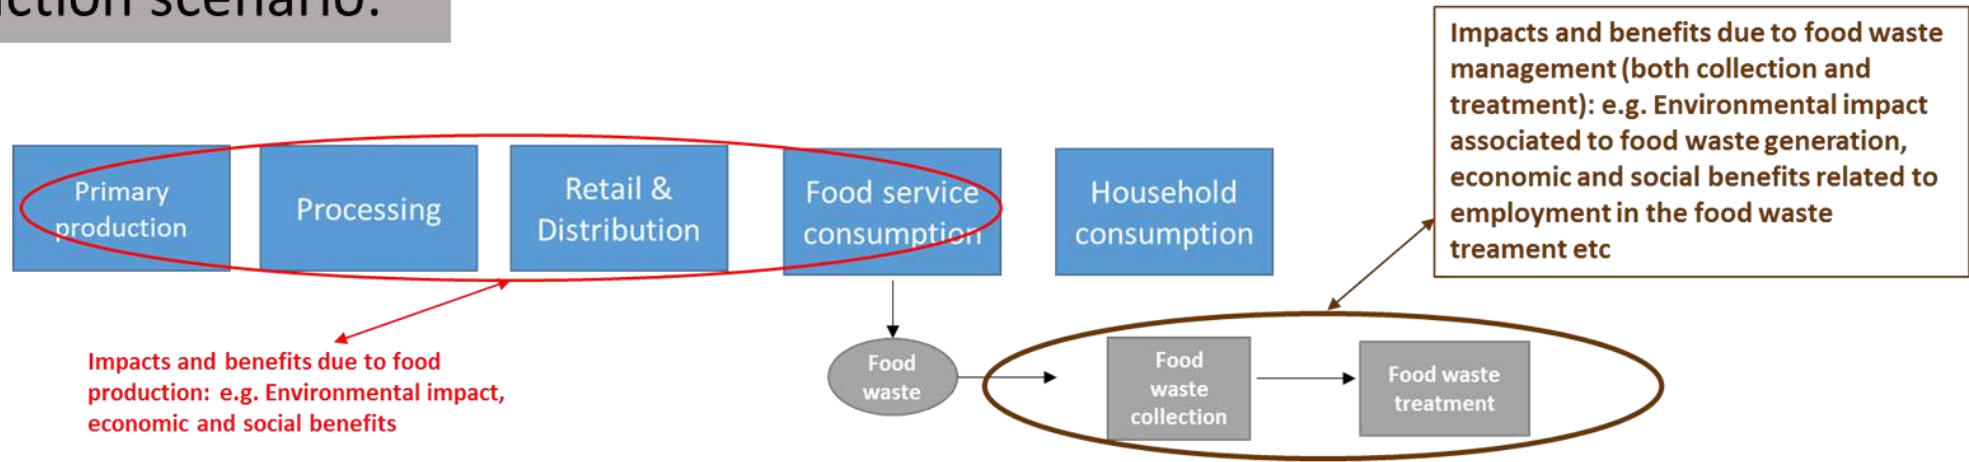 scenario:
Impacts and benefits due to food waste
management (both collection and
treatment): e.g. Environmental impact
associated to food waste generation,
economic and social benefits related to
employment in the food waste
treament etc
Primary
production
Processing
Retail &
Distribution
Food service
consumption
Household
consumption
Impacts and benefits due to food
production: e.g. Environmental impact,
economic and social benefits
Food
waste
Food
waste
collection
Food waste
treatment